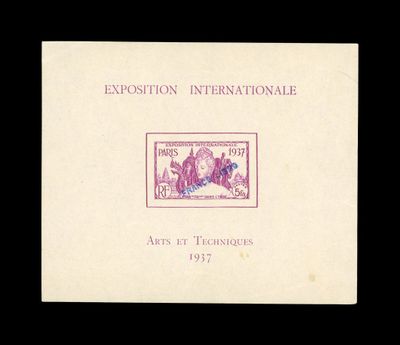 EXPOSITION INTERNATIONALE
EXPOSITION INTERNATIONALE
PARIS 1937
RF
ARTS ET TECHNIQUES
1937